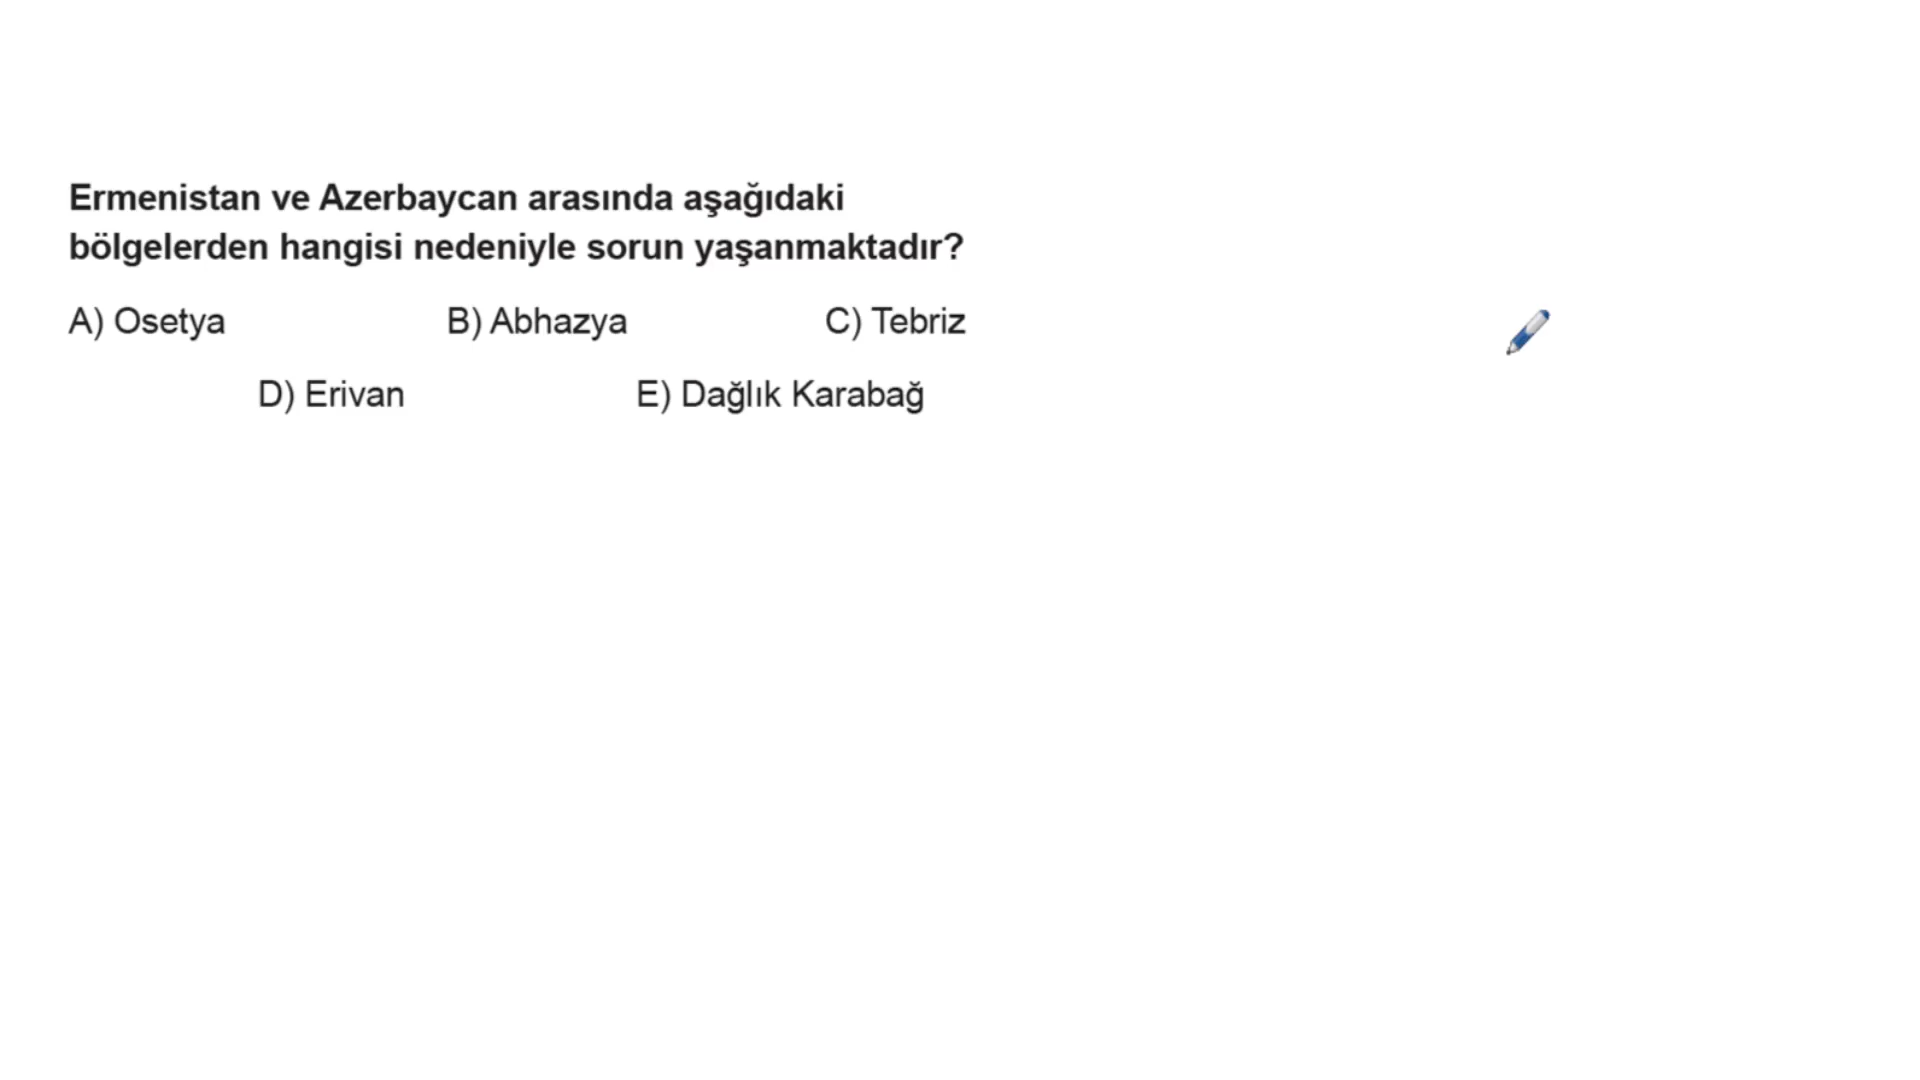 Ermenistan ve Azerbaycan arasında aşağıdaki
bölgelerden hangisi nedeniyle sorun yaşanmaktadır?
A) Osetya B) Abhazya C) Tebriz
D) Erivan E) Dağlık Karabağ